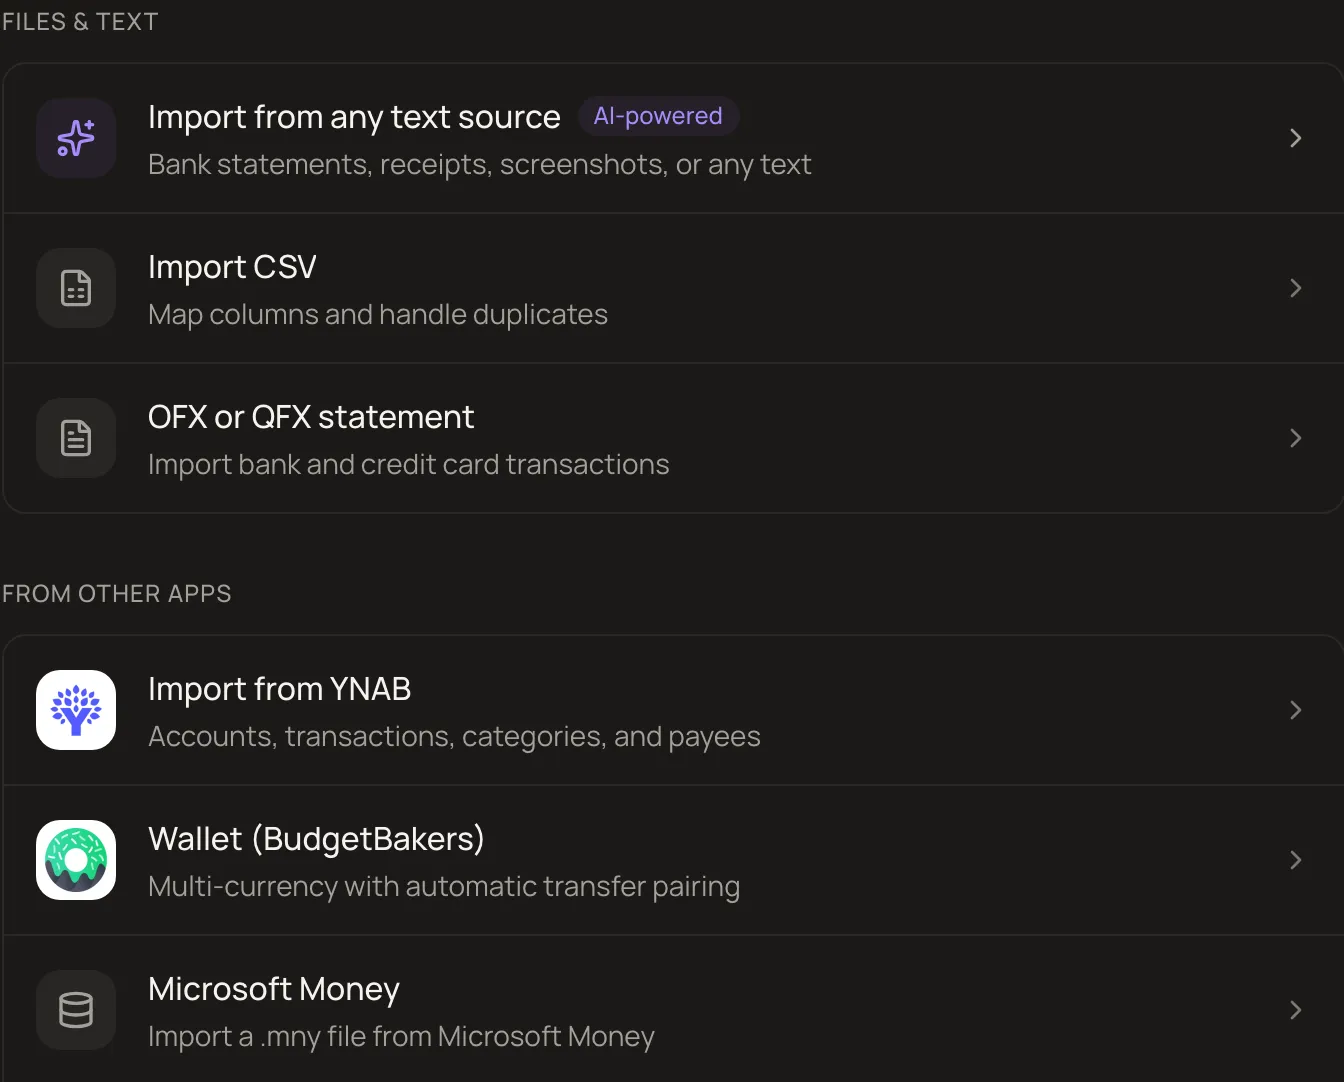 FILES & TEXT
Import from any text source AI-powered
Bank statements, receipts, screenshots, or any text
Import CSV
Map columns and handle duplicates
OFX or QFX statement
Import bank and credit card transactions
FROM OTHER APPS
Import from YNAB
Accounts, transactions, categories, and payees
Wallet (BudgetBakers)
Multi-currency with automatic transfer pairing
Microsoft Money
Import a .mny file from Microsoft Money